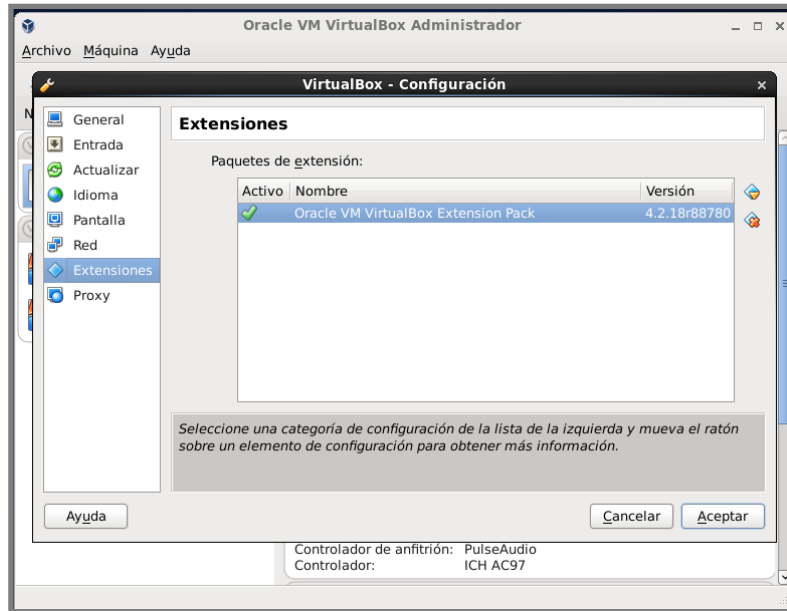 Oracle VM VirtualBox Administrador
Archivo Máquina Ayuda
VirtualBox - Configuración
General
Entrada
Actualizar
Idioma
Pantalla
Red
Extensiones
Proxy
Extensiones
Paquetes de extensión:
Activo Nombre Versión
Oracle VM VirtualBox Extension Pack 4.2.18r88780
Seleccione una categoría de configuración de la lista de la izquierda y mueva el ratón
sobre un elemento de configuración para obtener más información.
Ayuda Cancelar Aceptar
Controlador de anfitrión: PulseAudio
Controlador: ICH AC97